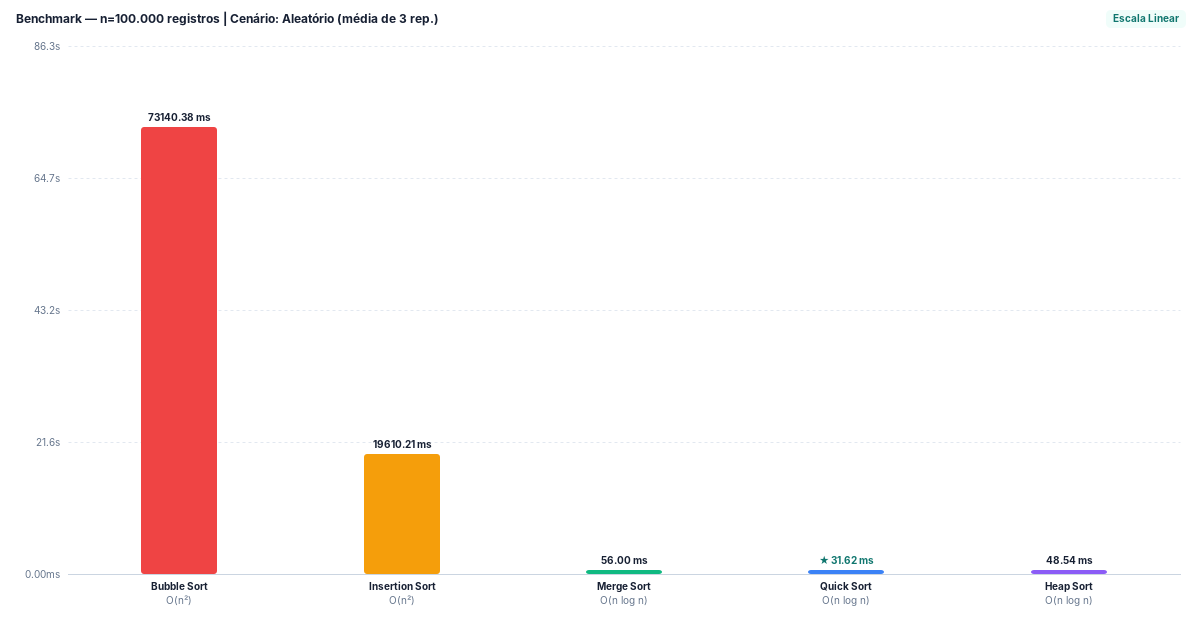 Benchmark — n=100.000 registros | Cenário: Aleatório (média de 3 rep.)
Escala Linear
86.3s
73140.38 ms
64.7s
43.2s
21.6s
19610.21 ms
56.00 ms
★ 31.62 ms
48.54 ms
0.00ms
Bubble Sort
Insertion Sort
Merge Sort
Quick Sort
Heap Sort
O(n²)
O(n²)
O(n log n)
O(n log n)
O(n log n)